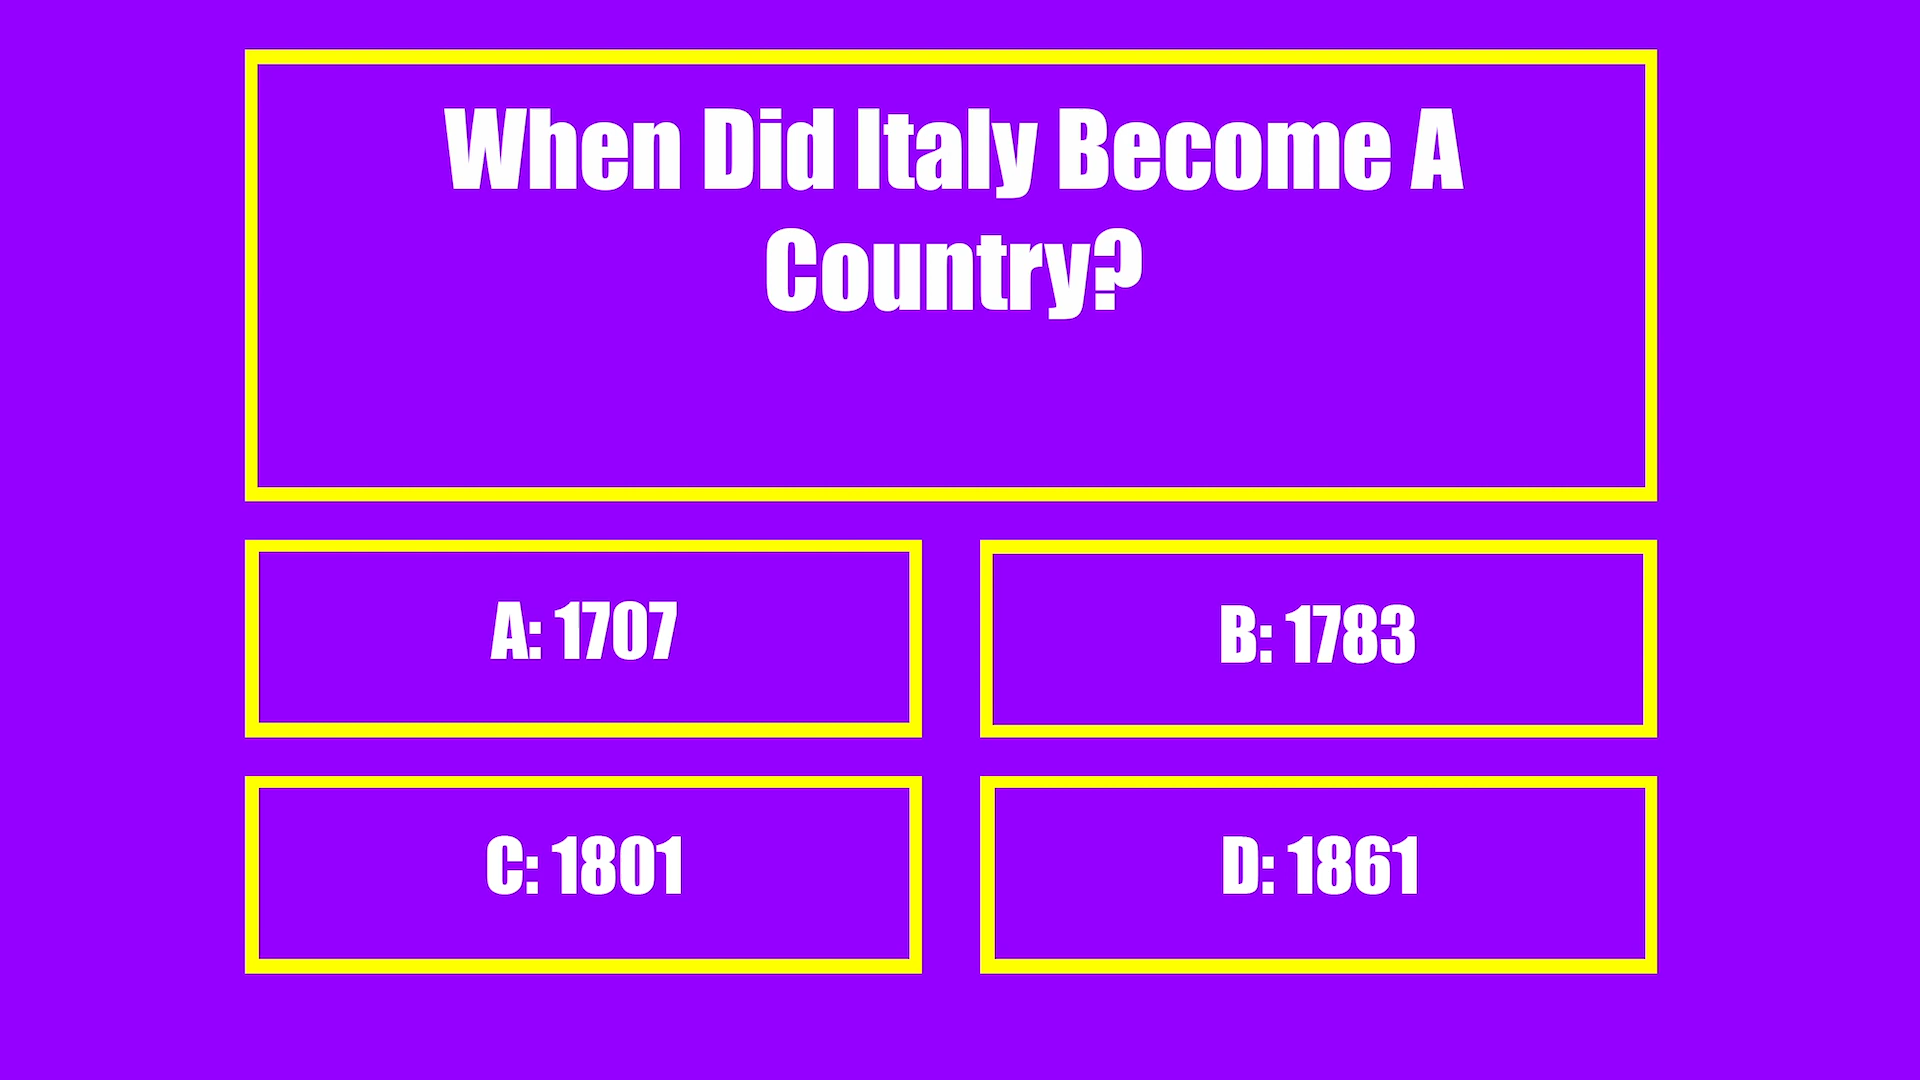 When Did Italy Become A
Country?
A: 1707
B: 1783
C: 1801
D: 1861